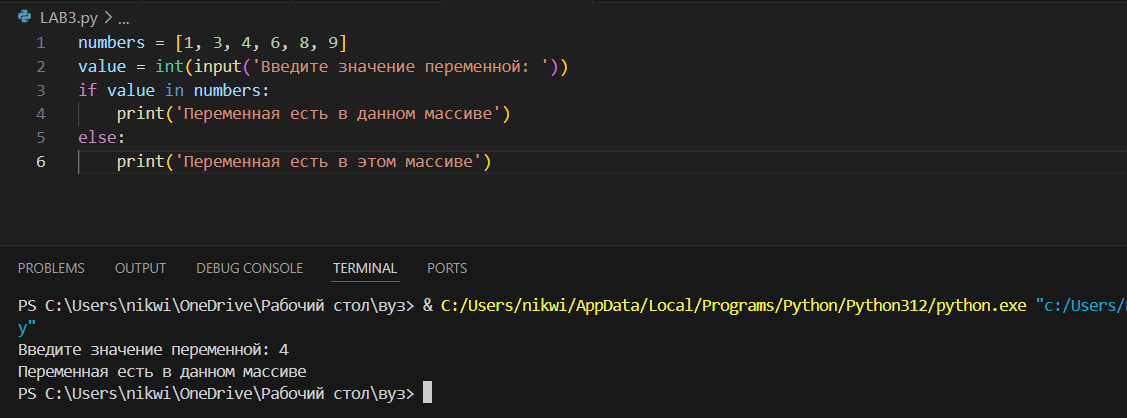 LAB3.py > ...
1 numbers = [1, 3, 4, 6, 8, 9]
2 value = int(input('Введите значение переменной: '))
3 if value in numbers:
4     print('Переменная есть в данном массиве')
5 else:
6     print('Переменная есть в этом массиве')
PROBLEMS OUTPUT DEBUG CONSOLE TERMINAL PORTS
PS C:\Users\nikwi\OneDrive\Рабочий стол\вуз> & C:/Users/nikwi/AppData/Local/Programs/Python/Python312/python.exe "c:/Users/
y"
Введите значение переменной: 4
Переменная есть в данном массиве
PS C:\Users\nikwi\OneDrive\Рабочий стол\вуз>